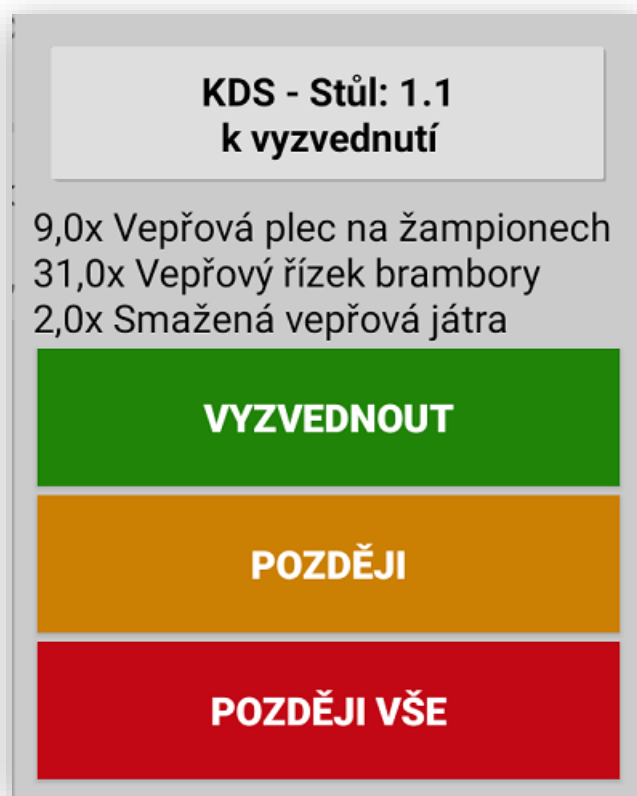 KDS - Stůl: 1.1
k vyzvednutí
9,0x Vepřová plec na žampionech
31,0x Vepřový řízek brambory
2,0x Smažená vepřová játra
VYZVEDNOUT
POZDĚJI
POZDĚJI VŠE